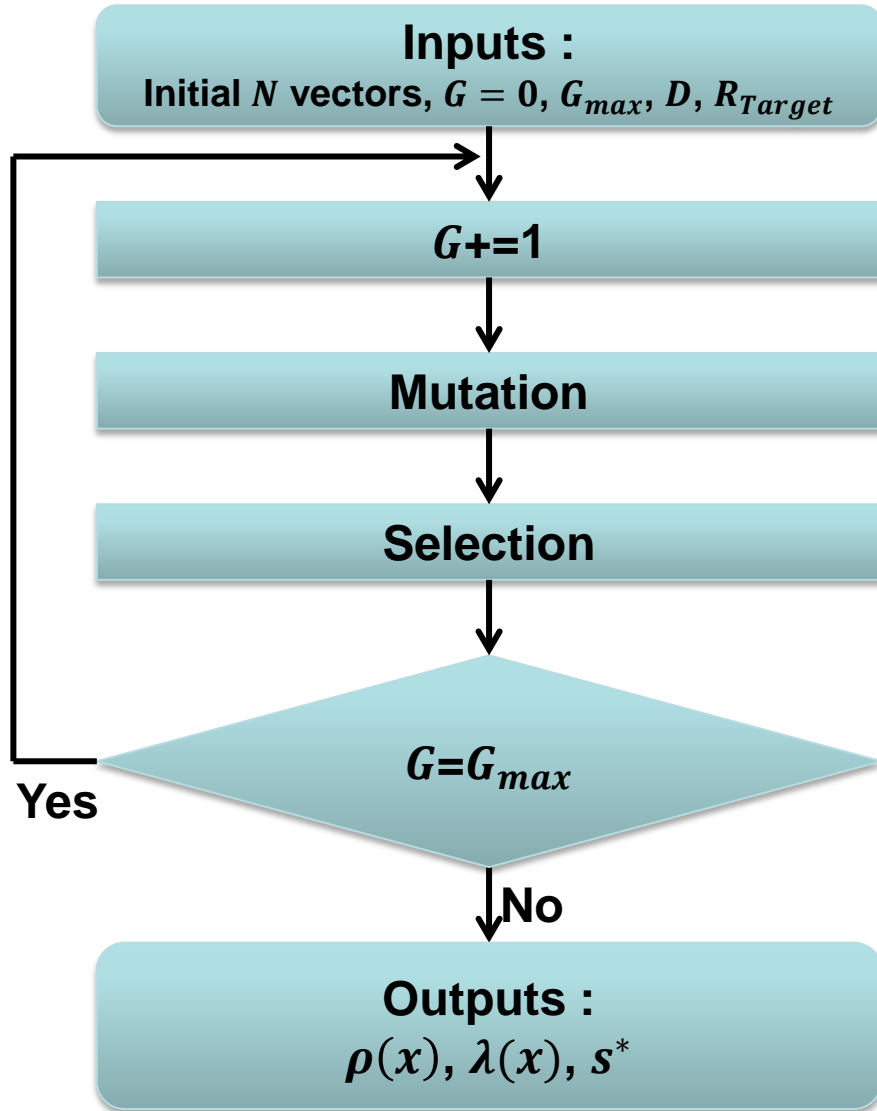 Inputs :
Initial N vectors, G = 0, G_max, D, R_Target
G+=1
Mutation
Selection
G=G_max
Yes
No
Outputs :
ρ(x), λ(x), s*